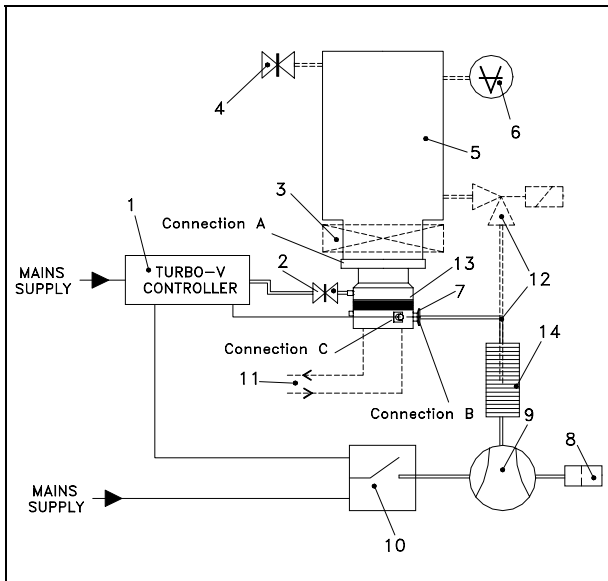 4
6
5
3
Connection A
1
2
13
7
MAINS
SUPPLY
TURBO-V
CONTROLLER
12
Connection C
14
11
Connection B
9
8
MAINS
SUPPLY
10